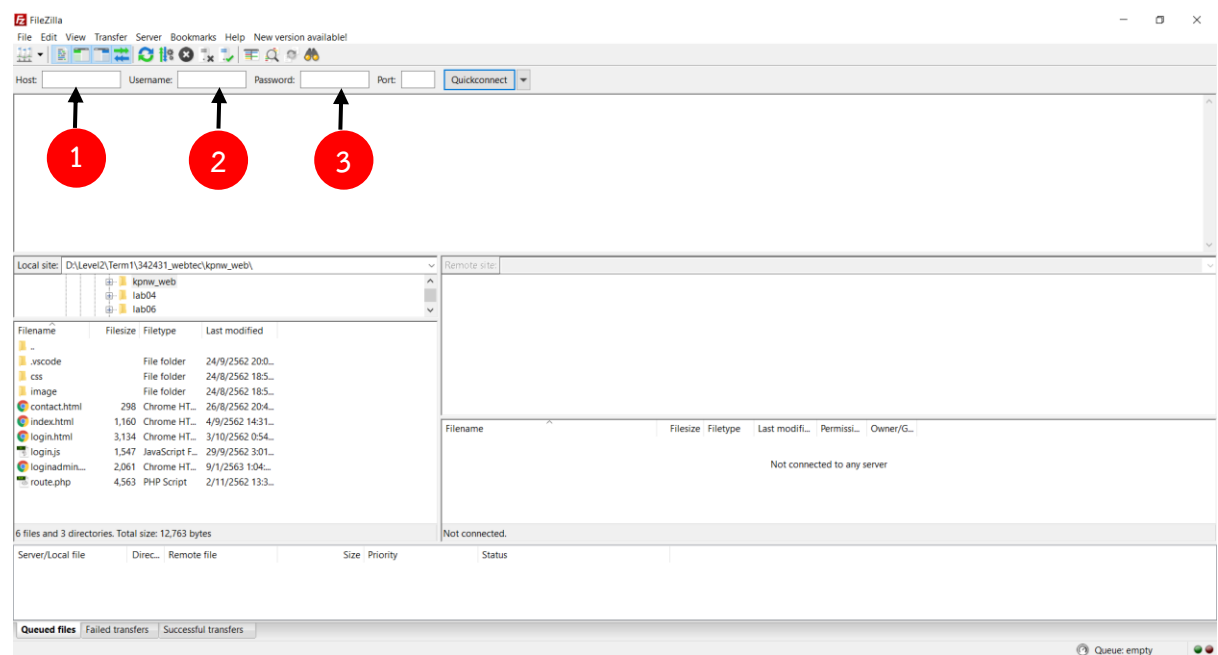 FileZilla
File Edit View Transfer Server Bookmarks Help New version available!
Host: Username: Password: Port: Quickconnect
1 2 3
Local site: D:\Level2\Term1\342431_webtec\kpnw_web\ Remote site:
kpnw_web
lab04
lab06
Filename Filesize Filetype Last modified
..
.vscode File folder 24/9/2562 20:0...
css File folder 24/8/2562 18:5...
image File folder 24/8/2562 18:5...
contact.html 298 Chrome HT... 26/8/2562 20:4...
index.html 1,160 Chrome HT... 4/9/2562 14:31...
login.html 3,134 Chrome HT... 3/10/2562 0:54...
login.js 1,547 JavaScript F... 29/9/2562 3:01...
loginadmin... 2,061 Chrome HT... 9/1/2563 1:04:...
route.php 4,563 PHP Script 2/11/2562 13:3...
6 files and 3 directories. Total size: 12,763 bytes
Filename Filesize Filetype Last modifi... Permissi... Owner/G...
Not connected to any server
Not connected.
Server/Local file Direc... Remote file Size Priority Status
Queued files Failed transfers Successful transfers
Queue: empty